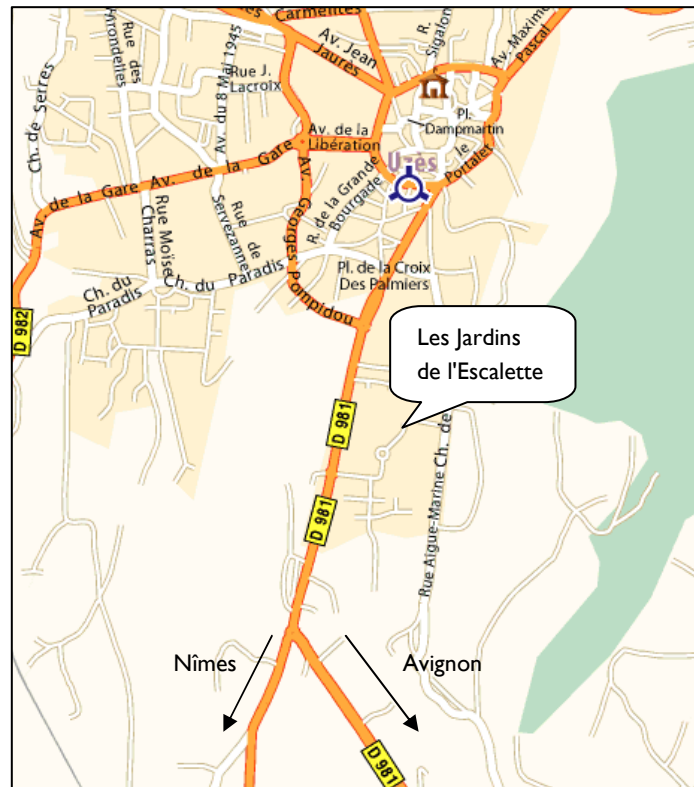 Carmelites
Av. Jean
Jaurès
R.
Sigalon
Av. Maxime
Pascal
Rue des
Hirondelles
Av. du 8 Mai 1945
Rue J.
Lacroix
Ch. de Serres
Pl.
Dampmartin
Av. de la
Libération
Uzès
le
Portalet
Av. de la Gare
Av. de la Gare
R. de la Grande
Bourgade
Av. Georges Pompidou
Rue Moïse
Charras
Rue de
Servezanne
Ch. du Paradis
Ch. du
Paradis
Pl. de la Croix
Des Palmiers
D 982
Les Jardins
de l'Escalette
D 981
D 981
Rue Aigue-Marine Ch. de
Nîmes
Avignon
D 981